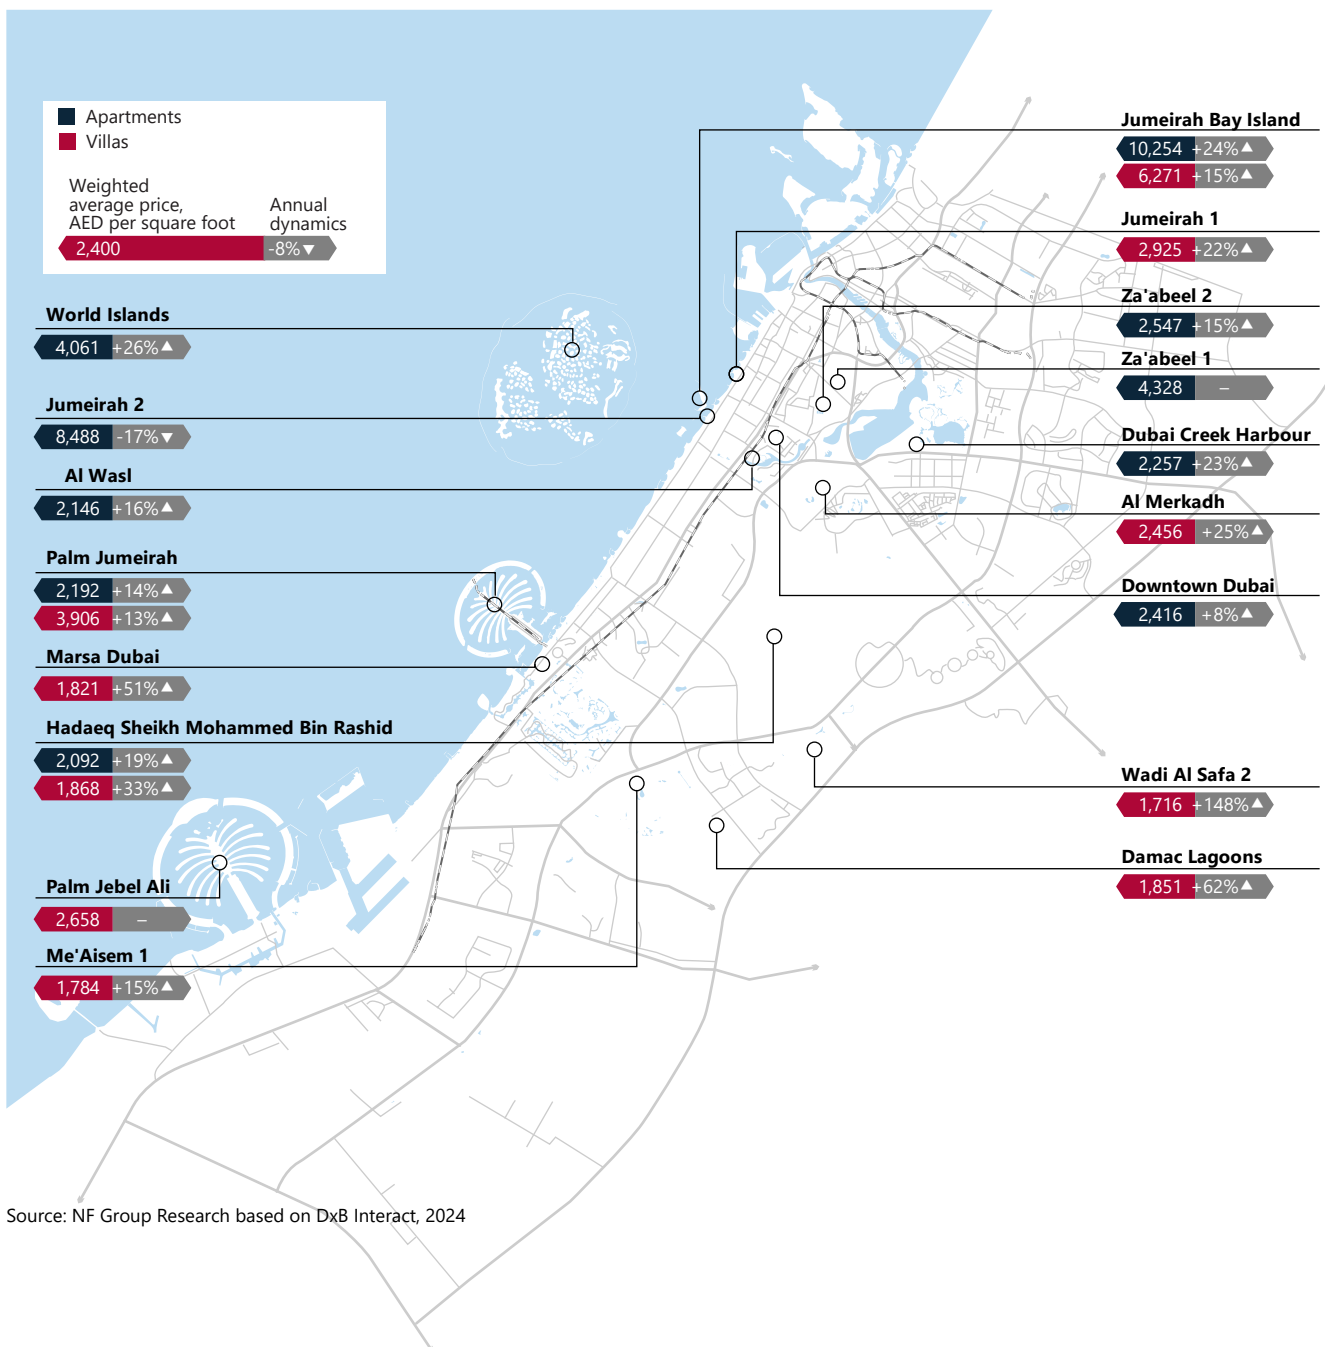 Apartments
Villas
Weighted
average price,
AED per square foot
Annual
dynamics
2,400 -8%▼
World Islands
4,061 +26%▲
Jumeirah 2
8,488 -17%▼
Al Wasl
2,146 +16%▲
Palm Jumeirah
2,192 +14%▲
3,906 +13%▲
Marsa Dubai
1,821 +51%▲
Hadaeq Sheikh Mohammed Bin Rashid
2,092 +19%▲
1,868 +33%▲
Palm Jebel Ali
2,658 –
Me'Aisem 1
1,784 +15%▲
Jumeirah Bay Island
10,254 +24%▲
6,271 +15%▲
Jumeirah 1
2,925 +22%▲
Za'abeel 2
2,547 +15%▲
Za'abeel 1
4,328 –
Dubai Creek Harbour
2,257 +23%▲
Al Merkadh
2,456 +25%▲
Downtown Dubai
2,416 +8%▲
Wadi Al Safa 2
1,716 +148%▲
Damac Lagoons
1,851 +62%▲
Source: NF Group Research based on DxB Interact, 2024